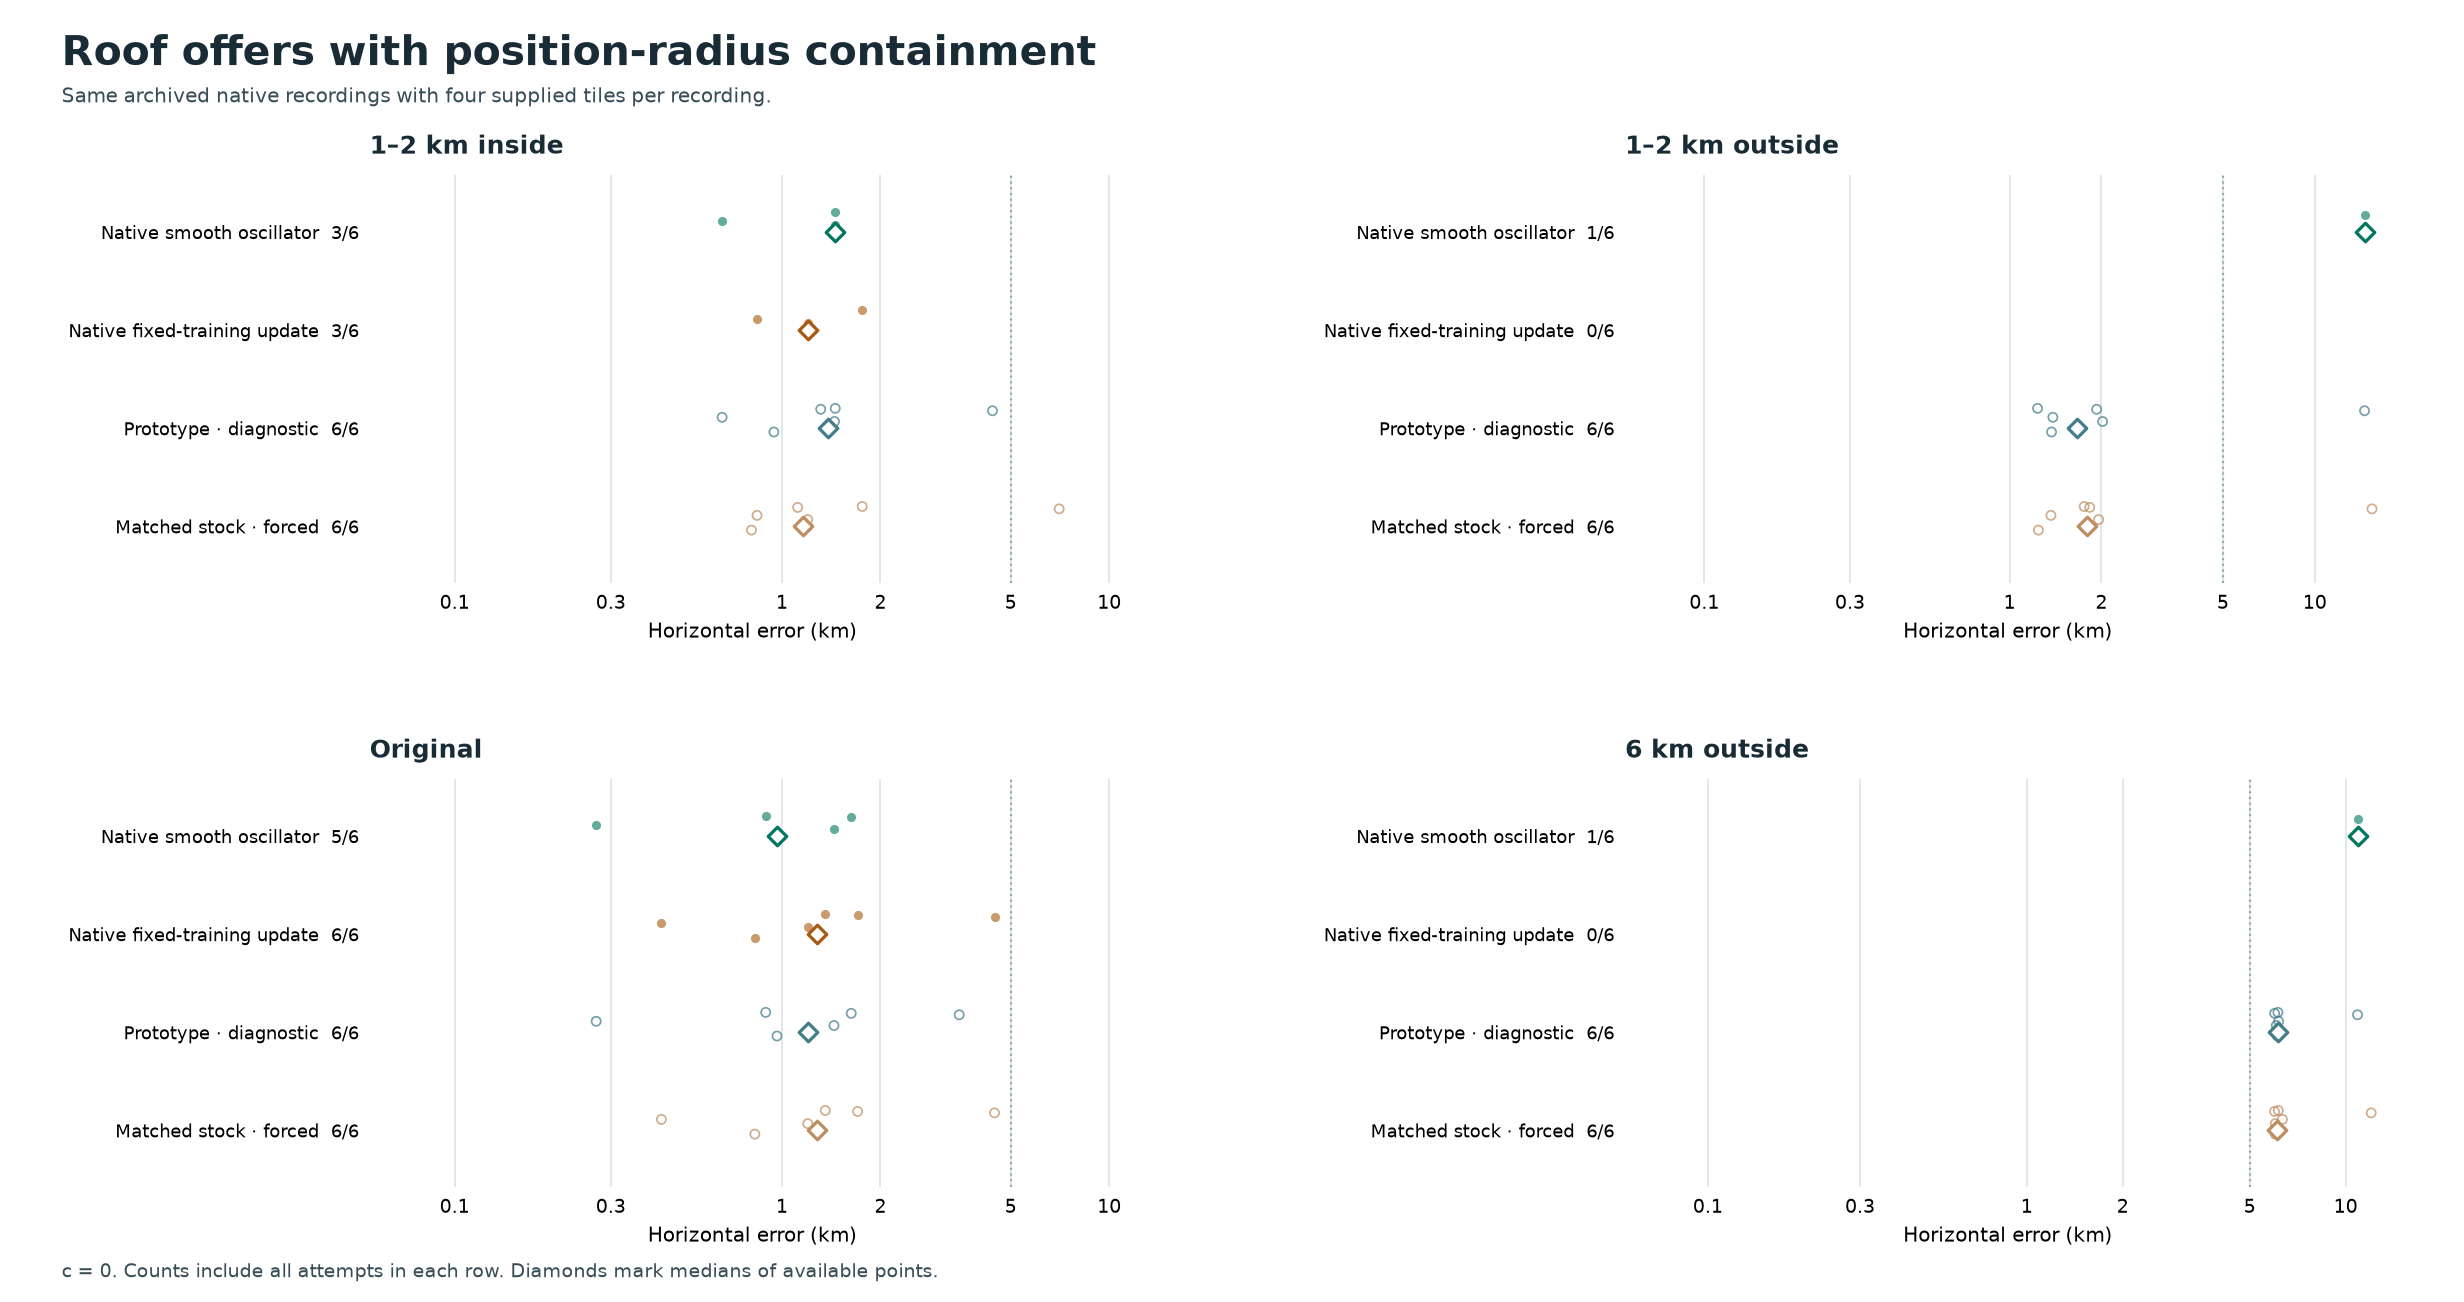 Roof offers with position-radius containment
Same archived native recordings with four supplied tiles per recording.
1–2 km inside
Native smooth oscillator 3/6
Native fixed-training update 3/6
Prototype · diagnostic 6/6
Matched stock · forced 6/6
0.1 0.3 1 2 5 10
Horizontal error (km)
1–2 km outside
Native smooth oscillator 1/6
Native fixed-training update 0/6
Prototype · diagnostic 6/6
Matched stock · forced 6/6
0.1 0.3 1 2 5 10
Horizontal error (km)
Original
Native smooth oscillator 5/6
Native fixed-training update 6/6
Prototype · diagnostic 6/6
Matched stock · forced 6/6
0.1 0.3 1 2 5 10
Horizontal error (km)
6 km outside
Native smooth oscillator 1/6
Native fixed-training update 0/6
Prototype · diagnostic 6/6
Matched stock · forced 6/6
0.1 0.3 1 2 5 10
Horizontal error (km)
c = 0. Counts include all attempts in each row. Diamonds mark medians of available points.